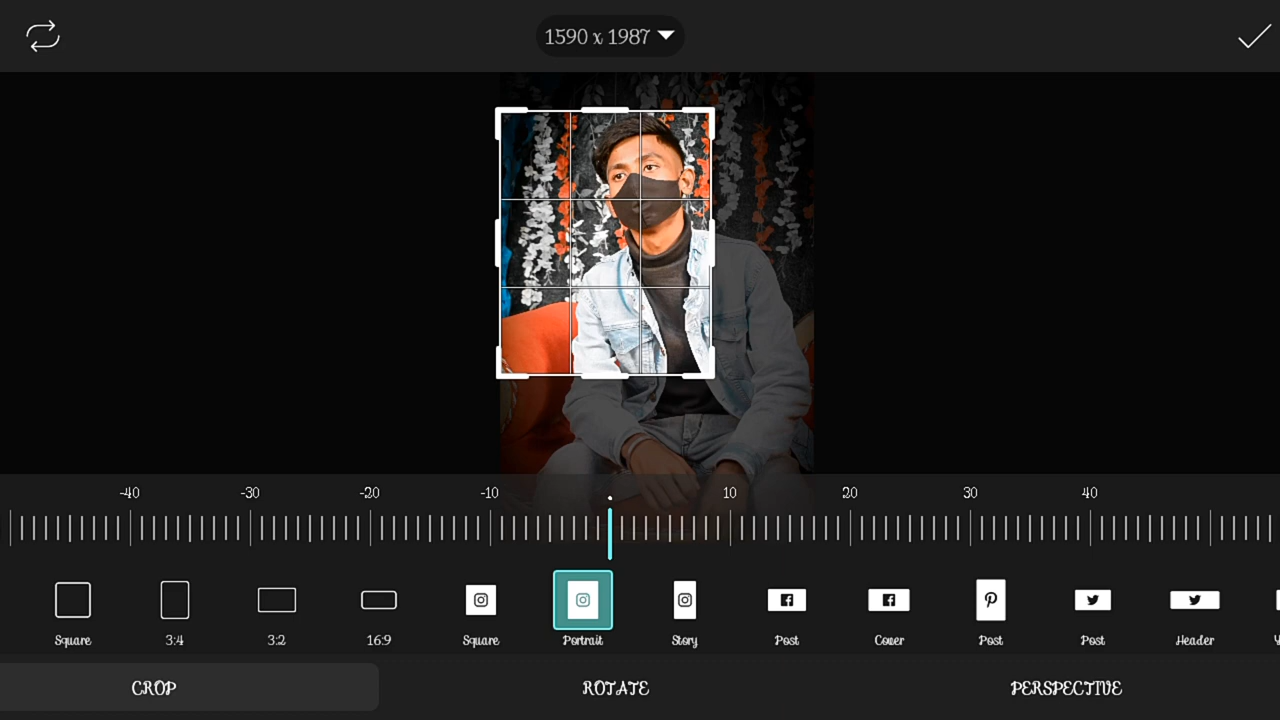 1590 x 1987
-40 -30 -20 -10 10 20 30 40
Square 3:4 3:2 16:9 Square Portrait Story Post Cover Post Post Header
CROP ROTATE PERSPECTIVE